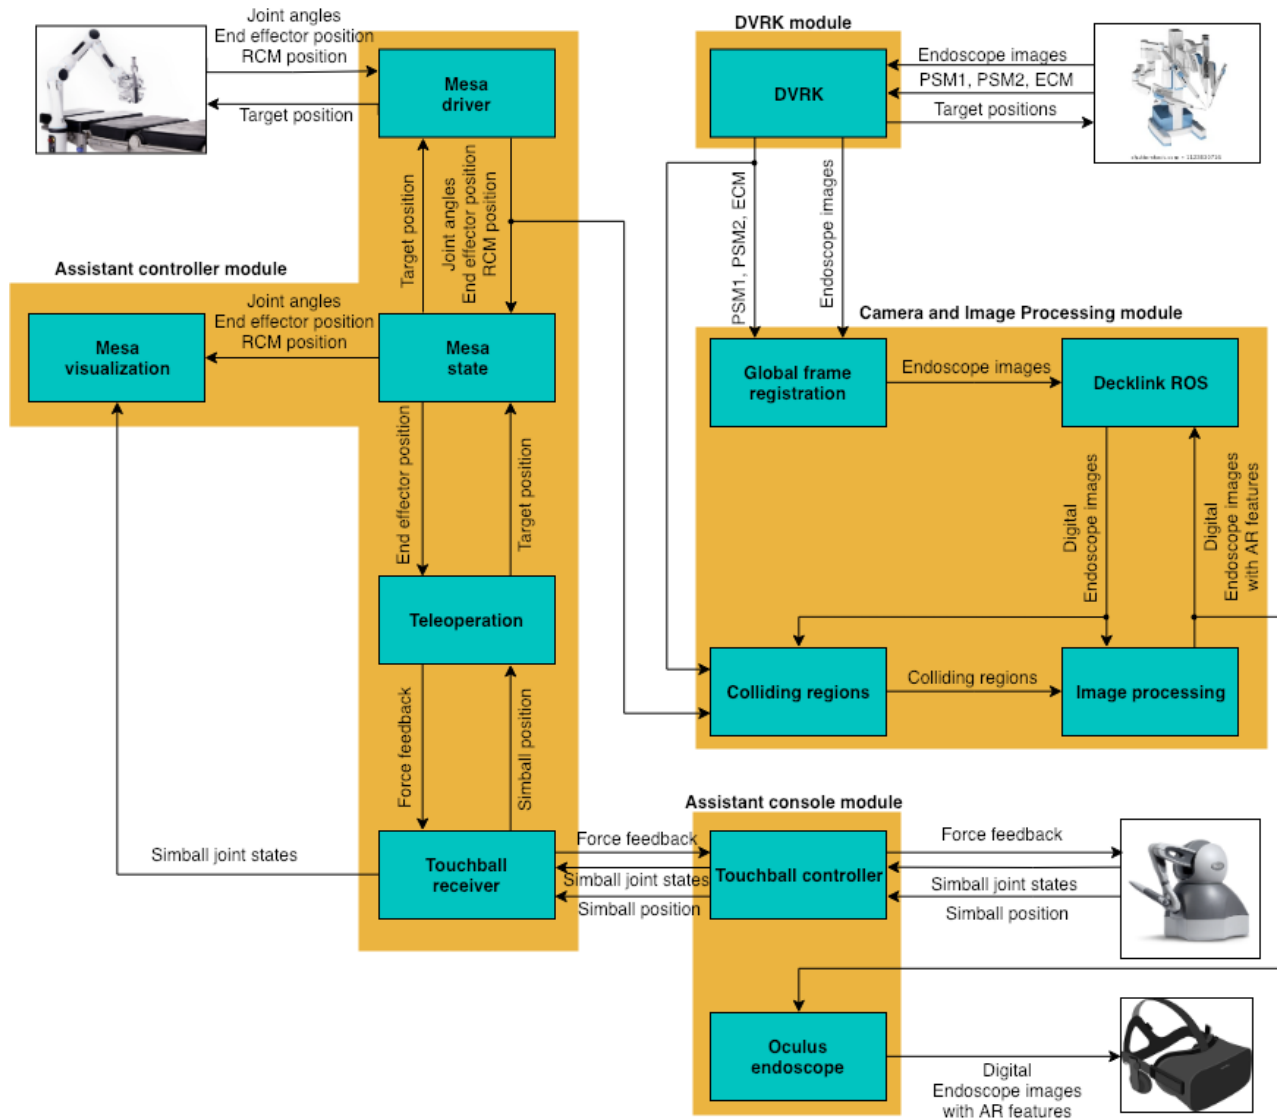 Joint angles
End effector position
RCM position
Target position
Mesa
driver
DVRK module
DVRK
Endoscope images
PSM1, PSM2, ECM
Target positions
shutterstock.com • 1123930716
Target position
Joint angles
End effector position
RCM position
PSM1, PSM2, ECM
Endoscope images
Assistant controller module
Joint angles
End effector position
RCM position
Mesa
visualization
Mesa
state
Camera and Image Processing module
Global frame
registration
Endoscope images
Decklink ROS
End effector position
Target position
Digital
Endoscope images
Digital
Endoscope images
with AR features
Teleoperation
Colliding regions
Colliding regions
Image processing
Force feedback
Simball position
Assistant console module
Simball joint states
Touchball
receiver
Force feedback
Simball joint states
Simball position
Touchball controller
Force feedback
Simball joint states
Simball position
Oculus
endoscope
Digital
Endoscope images
with AR features